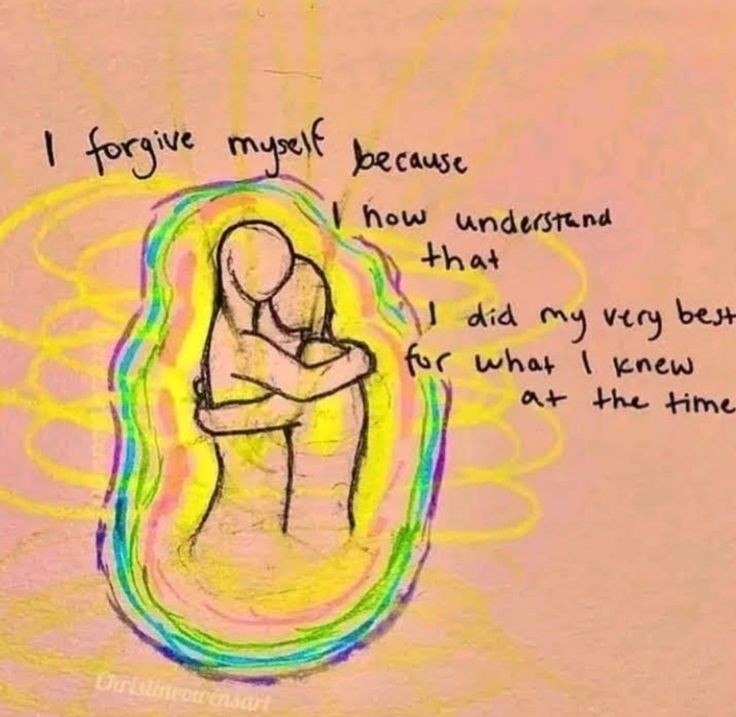 I forgive myself because
I now understand
that
I did my very best
for what I knew
at the time
Christineowensart